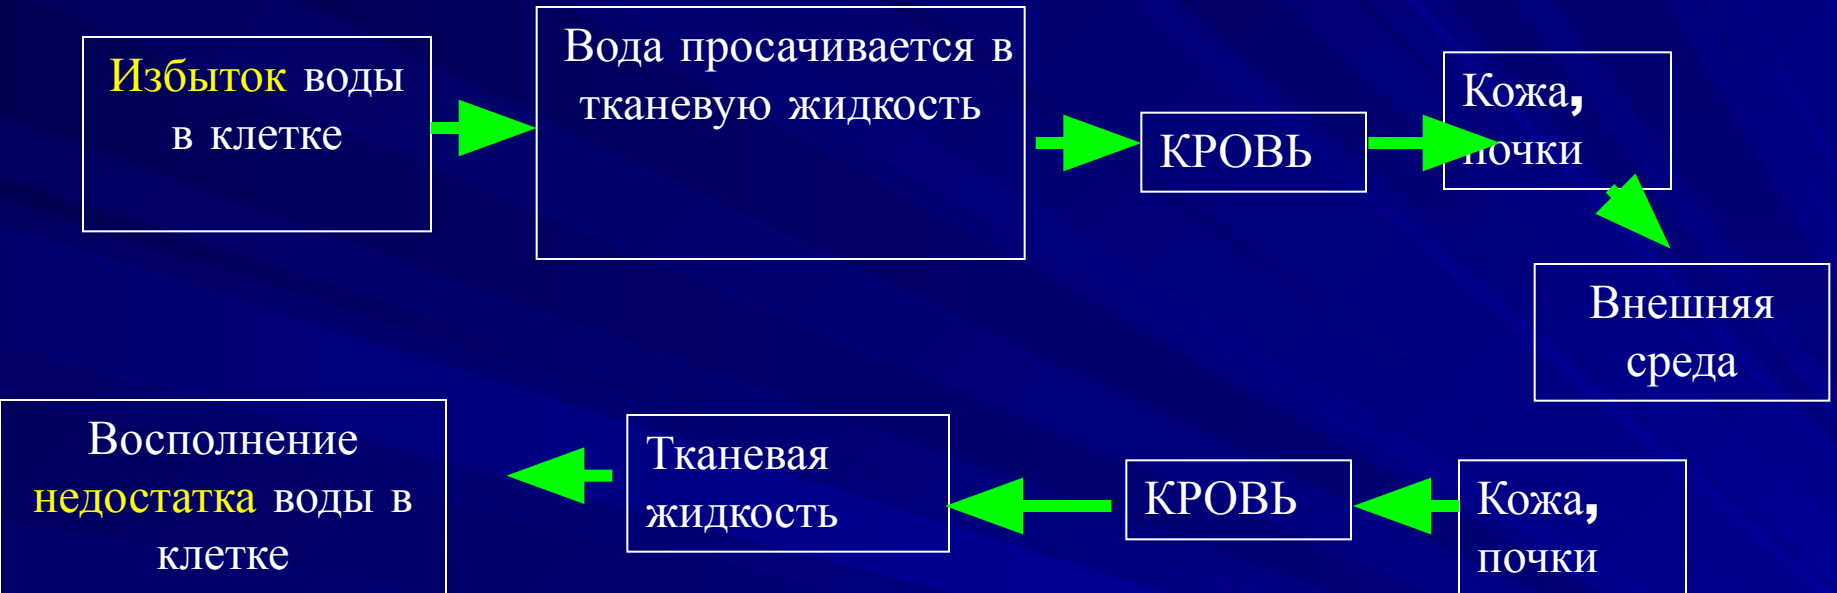 Избыток воды
в клетке
Вода просачивается в
тканевую жидкость
КРОВЬ
Кожа,
почки
Внешняя
среда
Восполнение
недостатка воды в
клетке
Тканевая
жидкость
КРОВЬ
Кожа,
почки